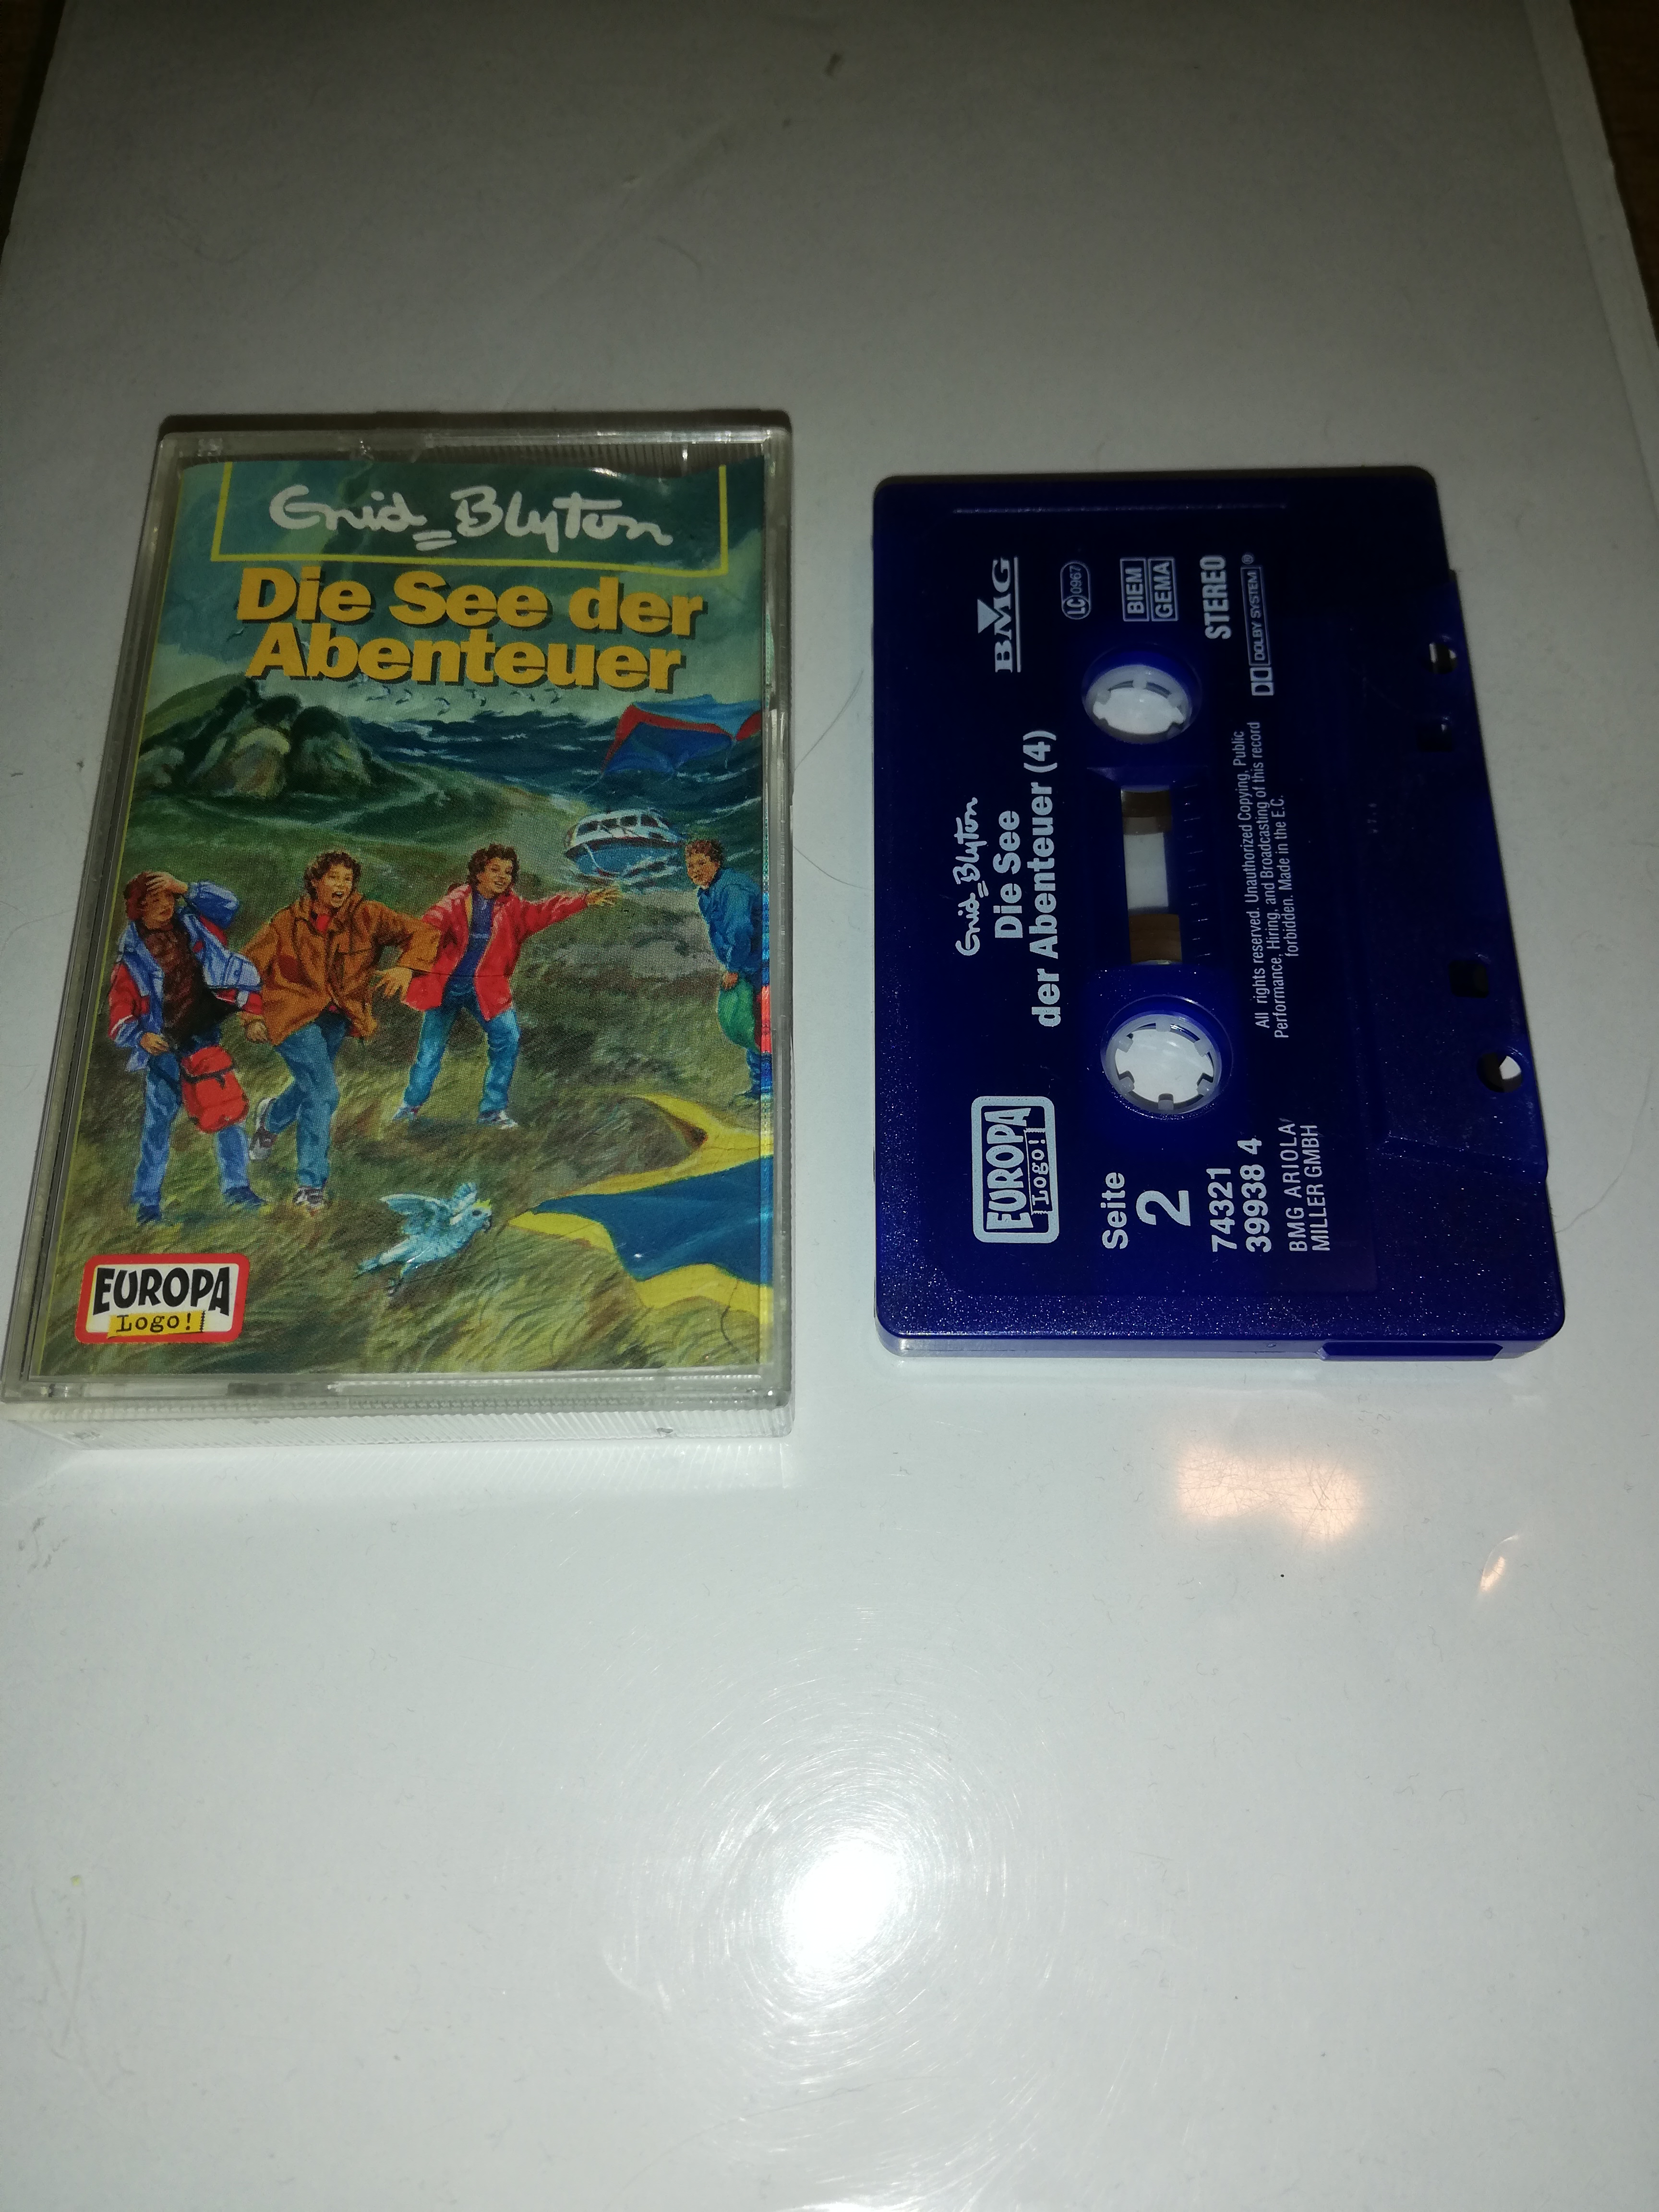 Enid Blyton
Die See der
Abenteuer
EUROPA
Logo!
EUROPA
Logo!
Enid Blyton
Die See
der Abenteuer (4)
BMG
LC 0967
BIEM
GEMA
STEREO
DOLBY SYSTEM®
Seite
2
74321
39938 4
BMG ARIOLA/
MILLER GMBH
All rights reserved. Unauthorized Copying, Public
Performance, Hiring, and Broadcasting of this record
forbidden. Made in the E.C.